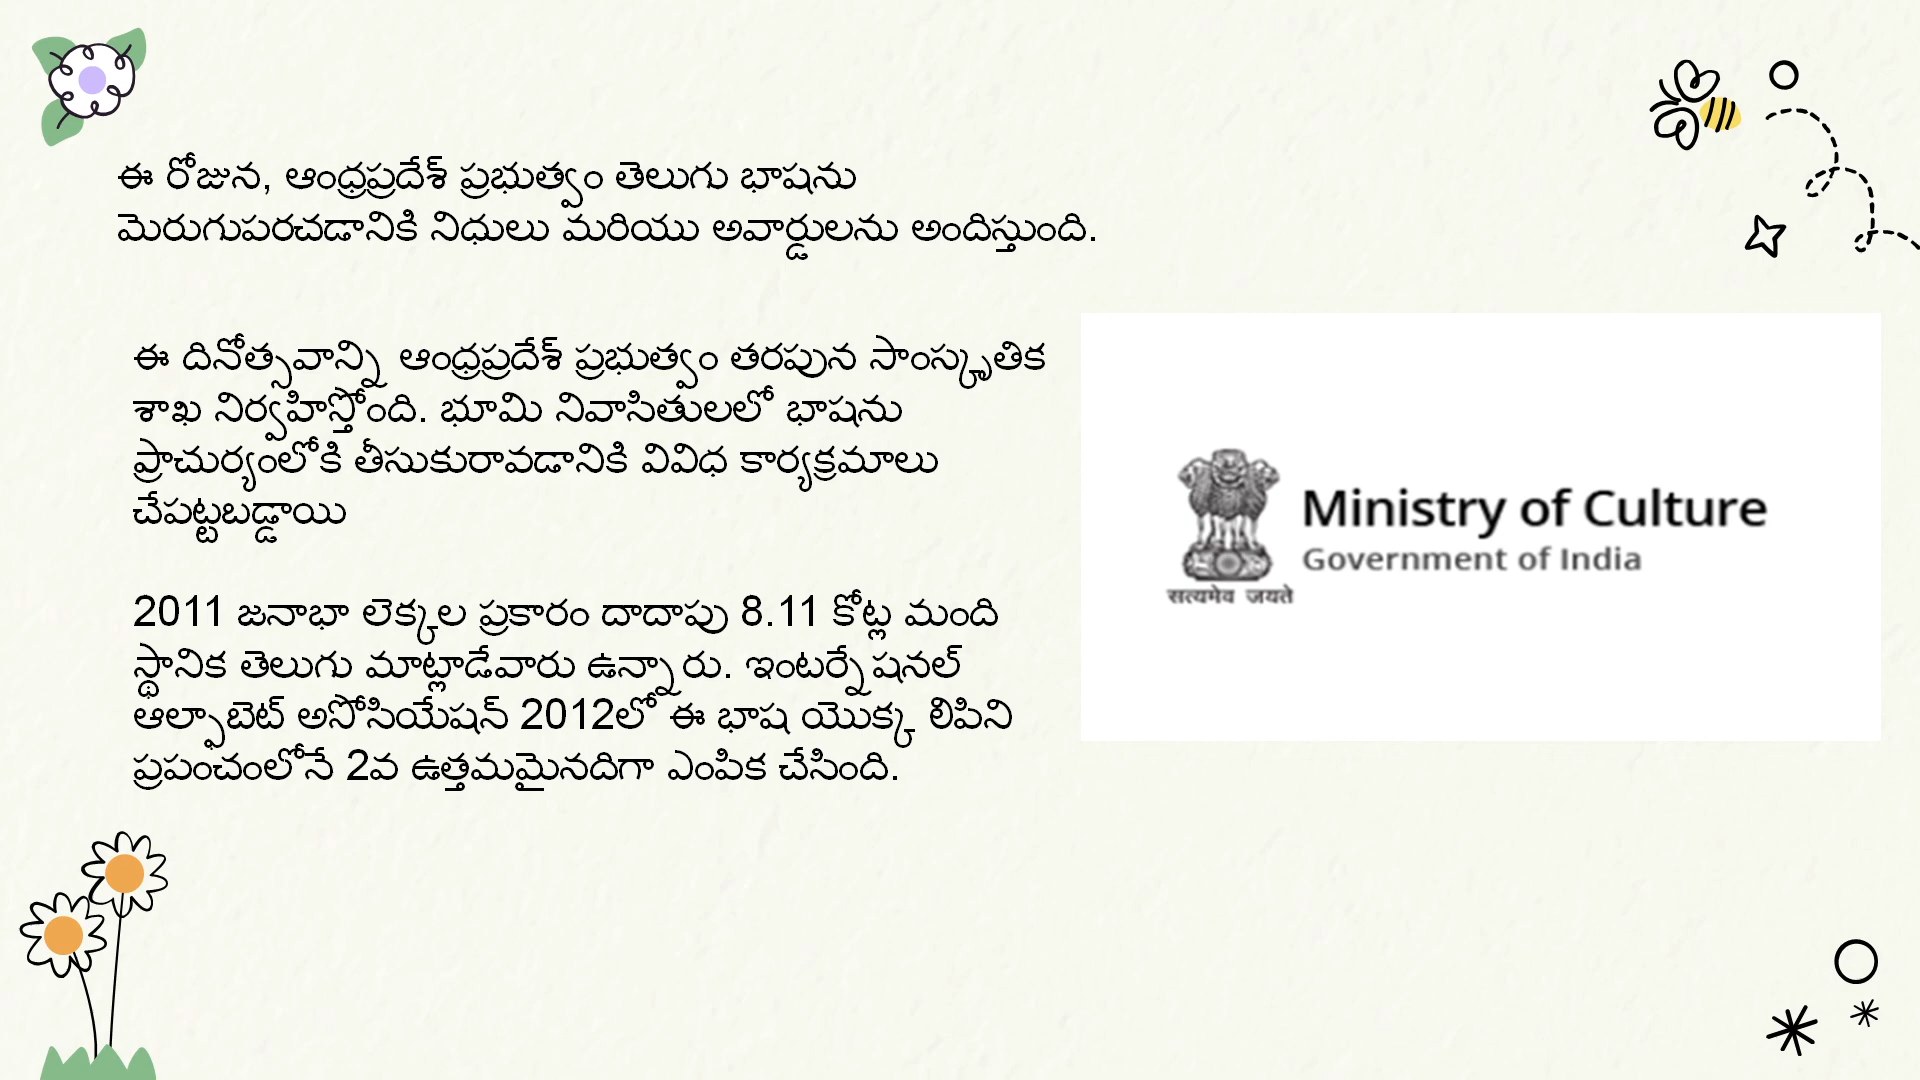 ఈ రోజున, ఆంధ్రప్రదేశ్ ప్రభుత్వం తెలుగు భాషను
మెరుగుపరచడానికి నిధులు మరియు అవార్డులను అందిస్తుంది.
ఈ దినోత్సవాన్ని ఆంధ్రప్రదేశ్ ప్రభుత్వం తరపున సాంస్కృతిక
శాఖ నిర్వహిస్తోంది. భూమి నివాసితులలో భాషను
ప్రాచుర్యంలోకి తీసుకురావడానికి వివిధ కార్యక్రమాలు
చేపట్టబడ్డాయి
2011 జనాభా లెక్కల ప్రకారం దాదాపు 8.11 కోట్ల మంది
స్థానిక తెలుగు మాట్లాడేవారు ఉన్నారు. ఇంటర్నేషనల్
ఆల్ఫాబెట్ అసోసియేషన్ 2012లో ఈ భాష యొక్క లిపిని
ప్రపంచంలోనే 2వ ఉత్తమమైనదిగా ఎంపిక చేసింది.
Ministry of Culture
Government of India
सत्यमेव जयते